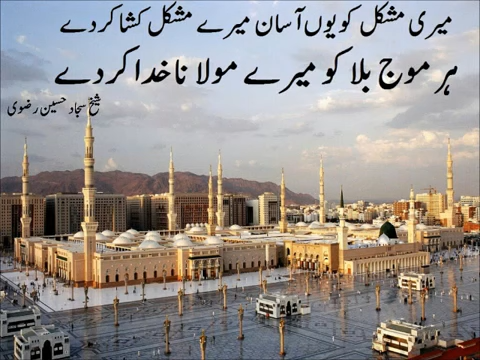 میری مشکل کو یوں آسان میرے مشکل کشا کر دے
ہر موج بلا کو میرے مولا ناخدا کر دے
شیخ سجاد حسین رضوی